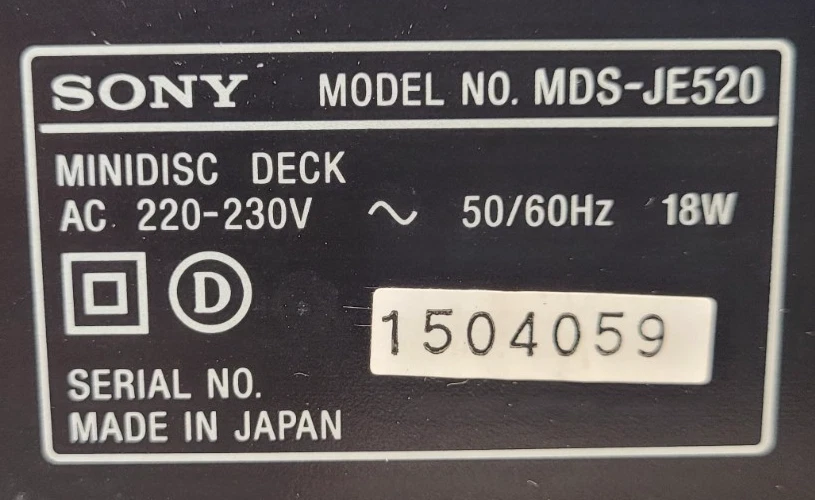 SONY MODEL NO. MDS-JE520
MINIDISC DECK
AC 220-230V ~ 50/60Hz 18W
D
1504059
SERIAL NO.
MADE IN JAPAN